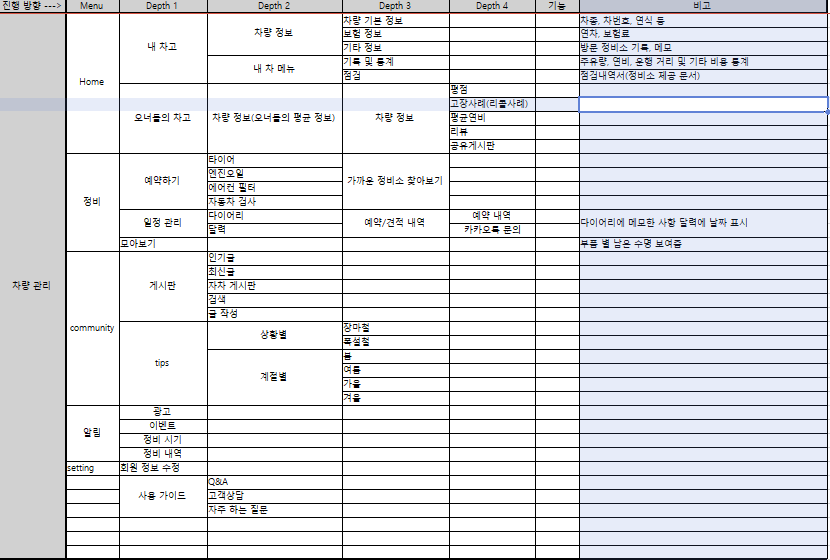 진행 방향 ---> Menu Depth 1 Depth 2 Depth 3 Depth 4 기능 비고
차량 관리
Home
내 차고
차량 정보
차량 기본 정보 차종, 차번호, 연식 등
보험 정보 연차, 보험료
기타 정보 방문 정비소 기록, 메모
내 차 메뉴
기록 및 통계 주유량, 연비, 운행 거리 및 기타 비용 통계
점검 점검내역서(정비소 제공 문서)
오너들의 차고 차량 정보(오너들의 평균 정보) 차량 정보
평점
고장사례(리콜사례)
평균연비
리뷰
공유게시판
정비
예약하기
타이어
엔진오일
에어컨 필터
자동차 검사
가까운 정비소 찾아보기
일정 관리
다이어리
달력
예약/견적 내역
예약 내역
카카오톡 문의
다이어리에 메모한 사항 달력에 날짜 표시
모아보기 부품 별 남은 수명 보여줌
community
게시판
인기글
최신글
자차 게시판
검색
글 작성
tips
상황별
장마철
폭설철
계절별
봄
여름
가을
겨울
알림
광고
이벤트
정비 시기
정비 내역
setting 회원 정보 수정
사용 가이드
Q&A
고객상담
자주 하는 질문